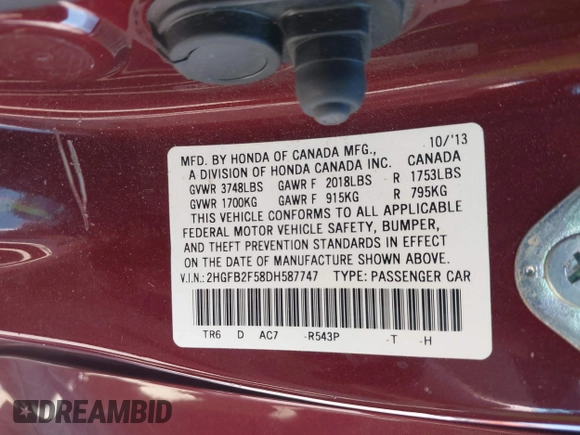 10/'13
MFD. BY HONDA OF CANADA MFG.,
A DIVISION OF HONDA CANADA INC. CANADA
GVWR 3748LBS GAWR F 2018LBS R 1753LBS
GVWR 1700KG GAWR F 915KG R 795KG
THIS VEHICLE CONFORMS TO ALL APPLICABLE
FEDERAL MOTOR VEHICLE SAFETY, BUMPER,
AND THEFT PREVENTION STANDARDS IN EFFECT
ON THE DATE OF MANUFACTURE SHOWN ABOVE.
V.I.N.: 2HGFB2F58DH587747 TYPE: PASSENGER CAR
TR6 D AC7 -R543P -T -H
DREAMBID